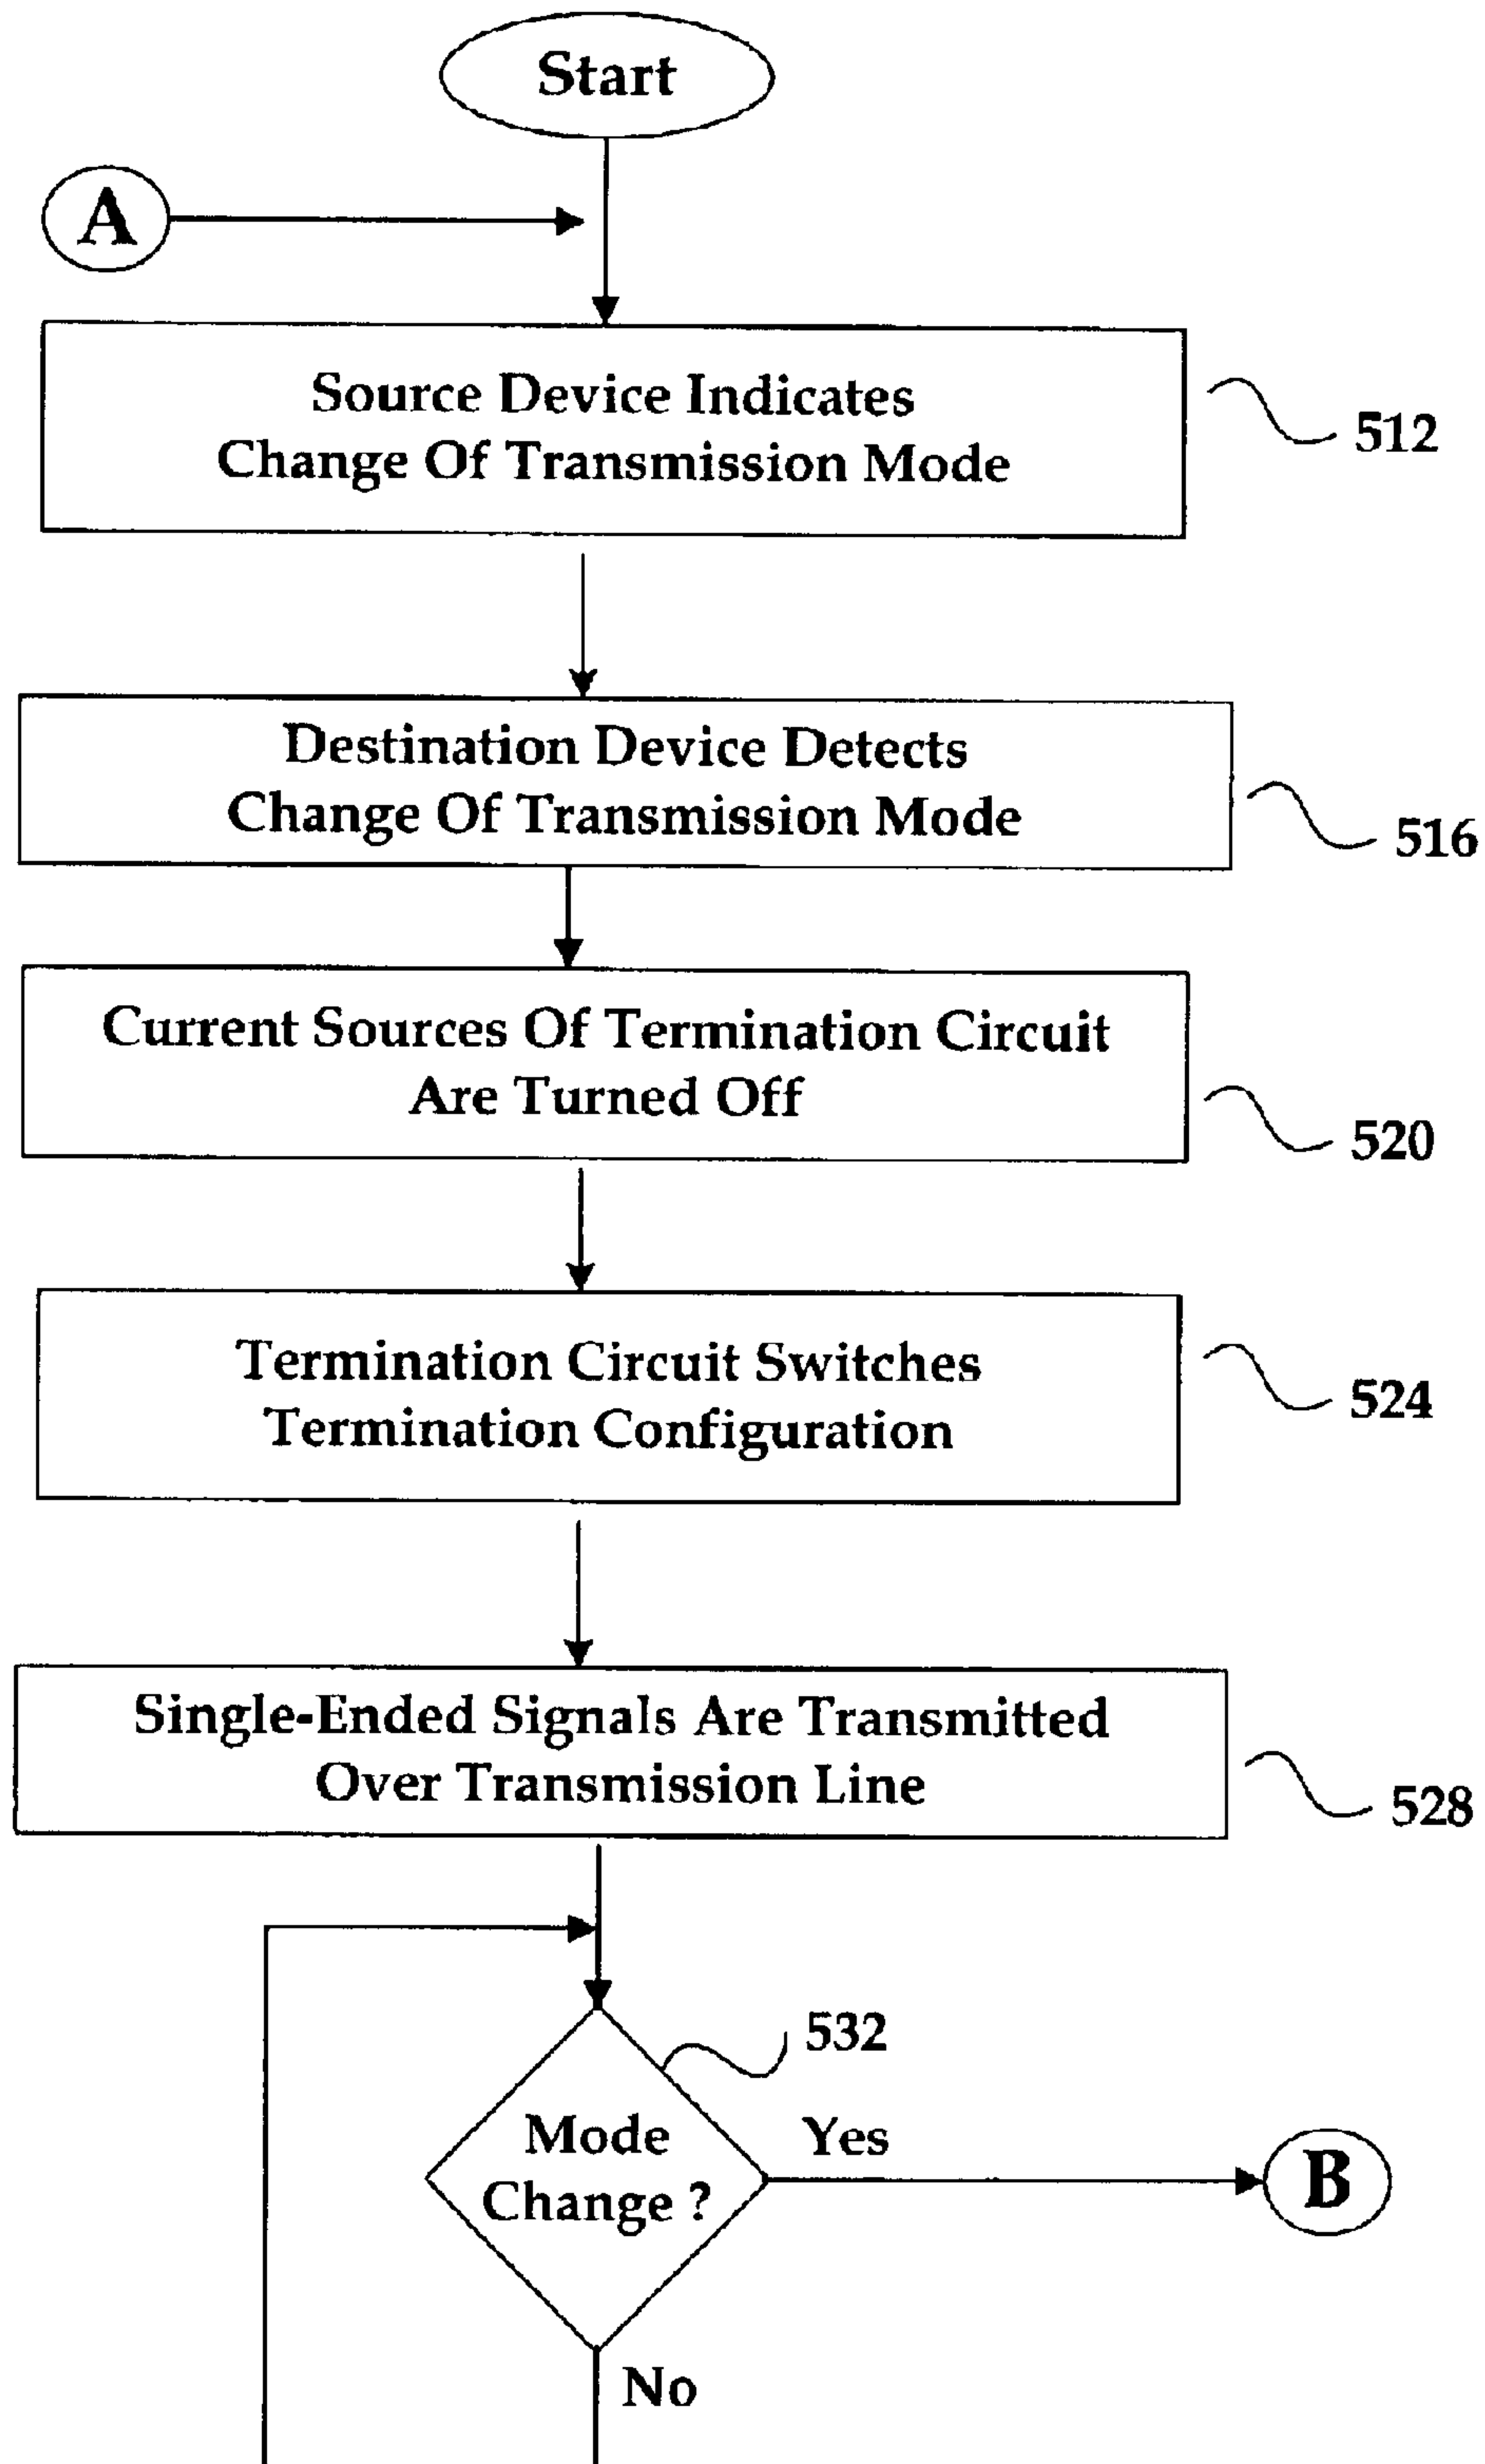 Start
A
Source Device Indicates
Change Of Transmission Mode
512
Destination Device Detects
Change Of Transmission Mode
516
Current Sources Of Termination Circuit
Are Turned Off
520
Termination Circuit Switches
Termination Configuration
524
Single-Ended Signals Are Transmitted
Over Transmission Line
528
532
Mode
Change ?
Yes
B
No